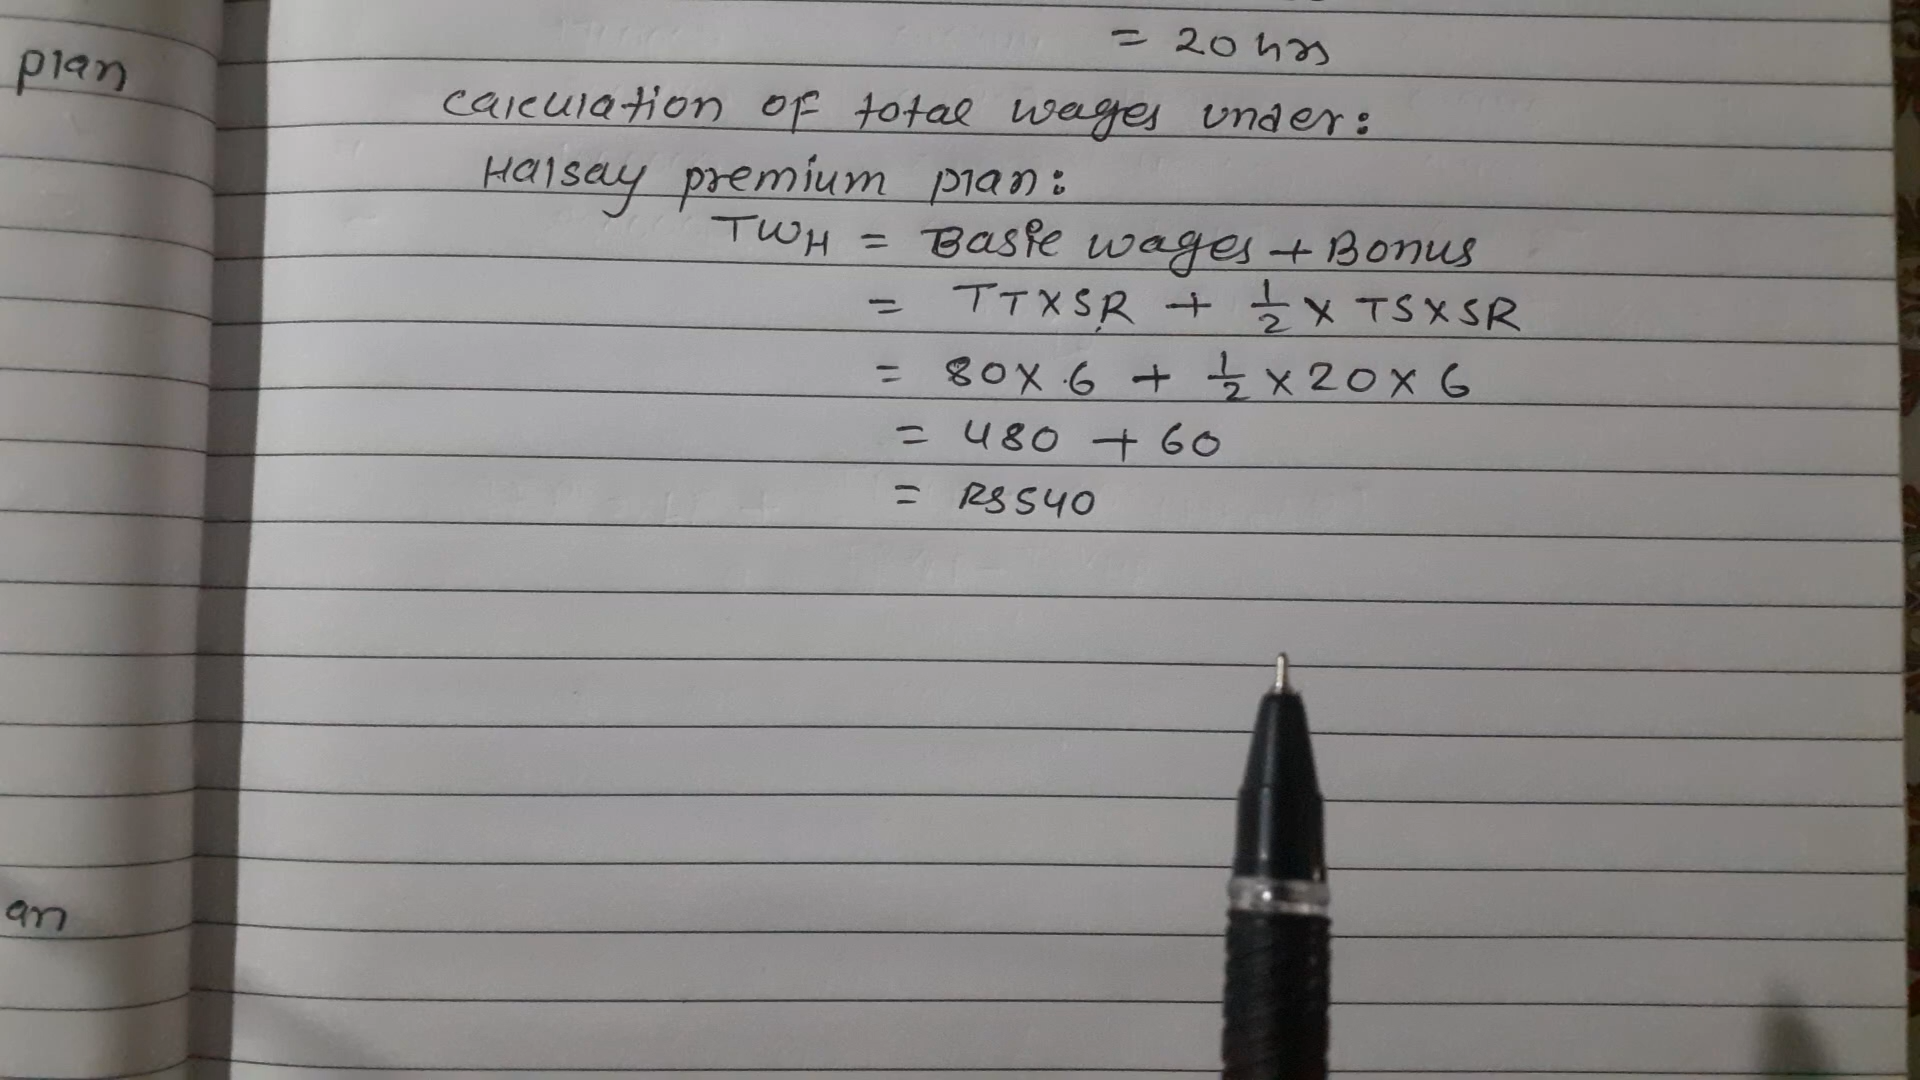 plan
= 20 hrs
calculation of total wages under:
Halsay premium plan:
TWH = Basic wages + Bonus
= TT X SR + 1/2 X TS X SR
= 80 X 6 + 1/2 X 20 X 6
= 480 + 60
= RS 540
an